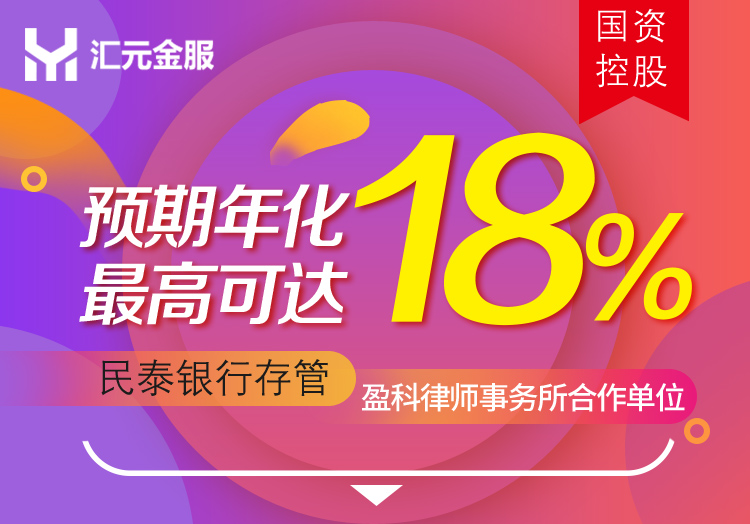 汇元金服
国资
控股
预期年化
最高可达
18%
民泰银行存管
盈科律师事务所合作单位